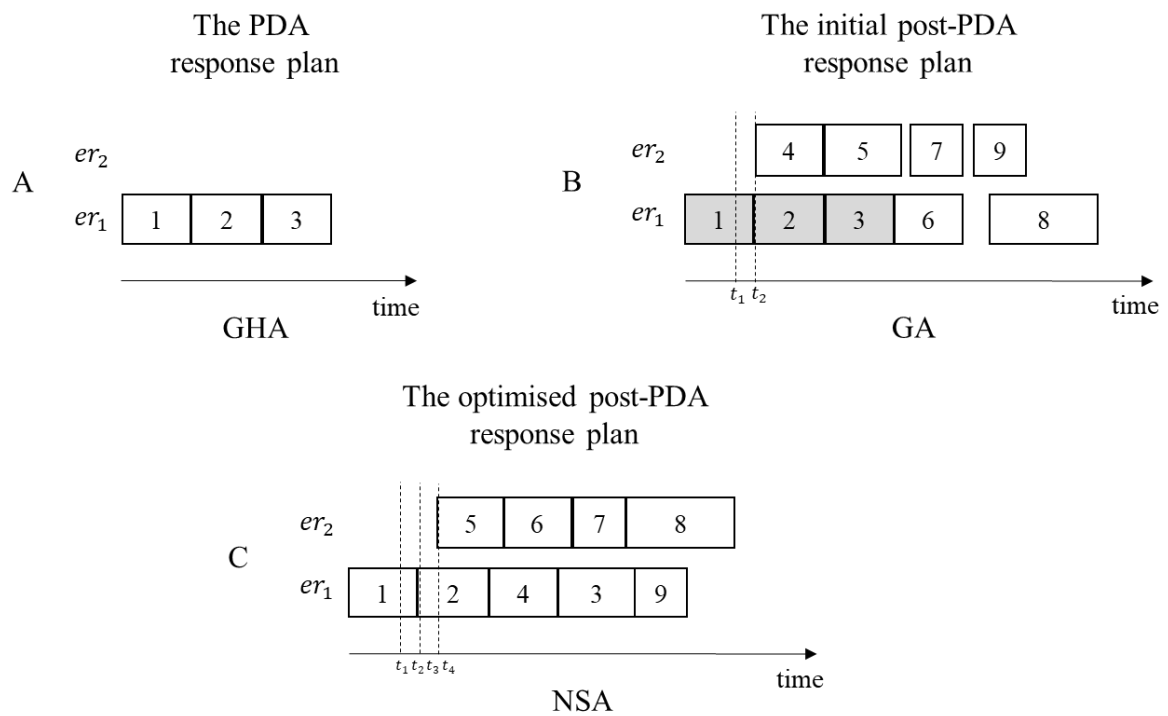 The PDA
response plan
A
er₂
er₁
1 2 3
time
GHA
The initial post-PDA
response plan
B
er₂
4 5 7 9
er₁
1 2 3 6 8
t₁ t₂
time
GA
The optimised post-PDA
response plan
C
er₂
5 6 7 8
er₁
1 2 4 3 9
t₁ t₂ t₃ t₄
time
NSA